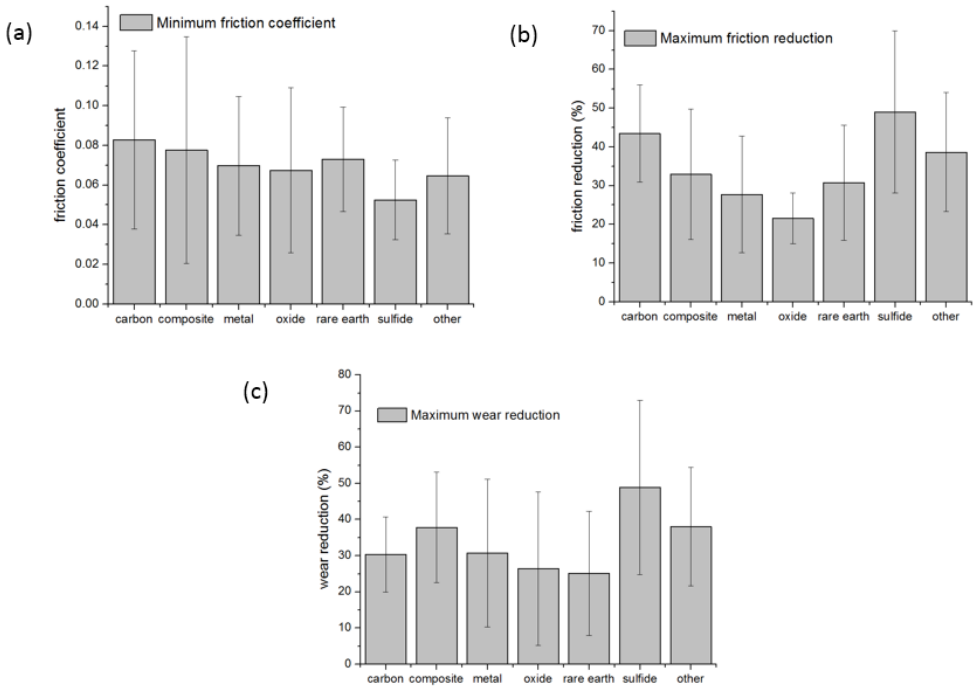 (a)
Minimum friction coefficient
friction coefficient
0.14
0.12
0.10
0.08
0.06
0.04
0.02
0.00
carbon composite metal oxide rare earth sulfide other
(b)
Maximum friction reduction
friction reduction (%)
70
60
50
40
30
20
10
0
carbon composite metal oxide rare earth sulfide other
(c)
Maximum wear reduction
wear reduction (%)
80
70
60
50
40
30
20
10
0
carbon composite metal oxide rare earth sulfide other